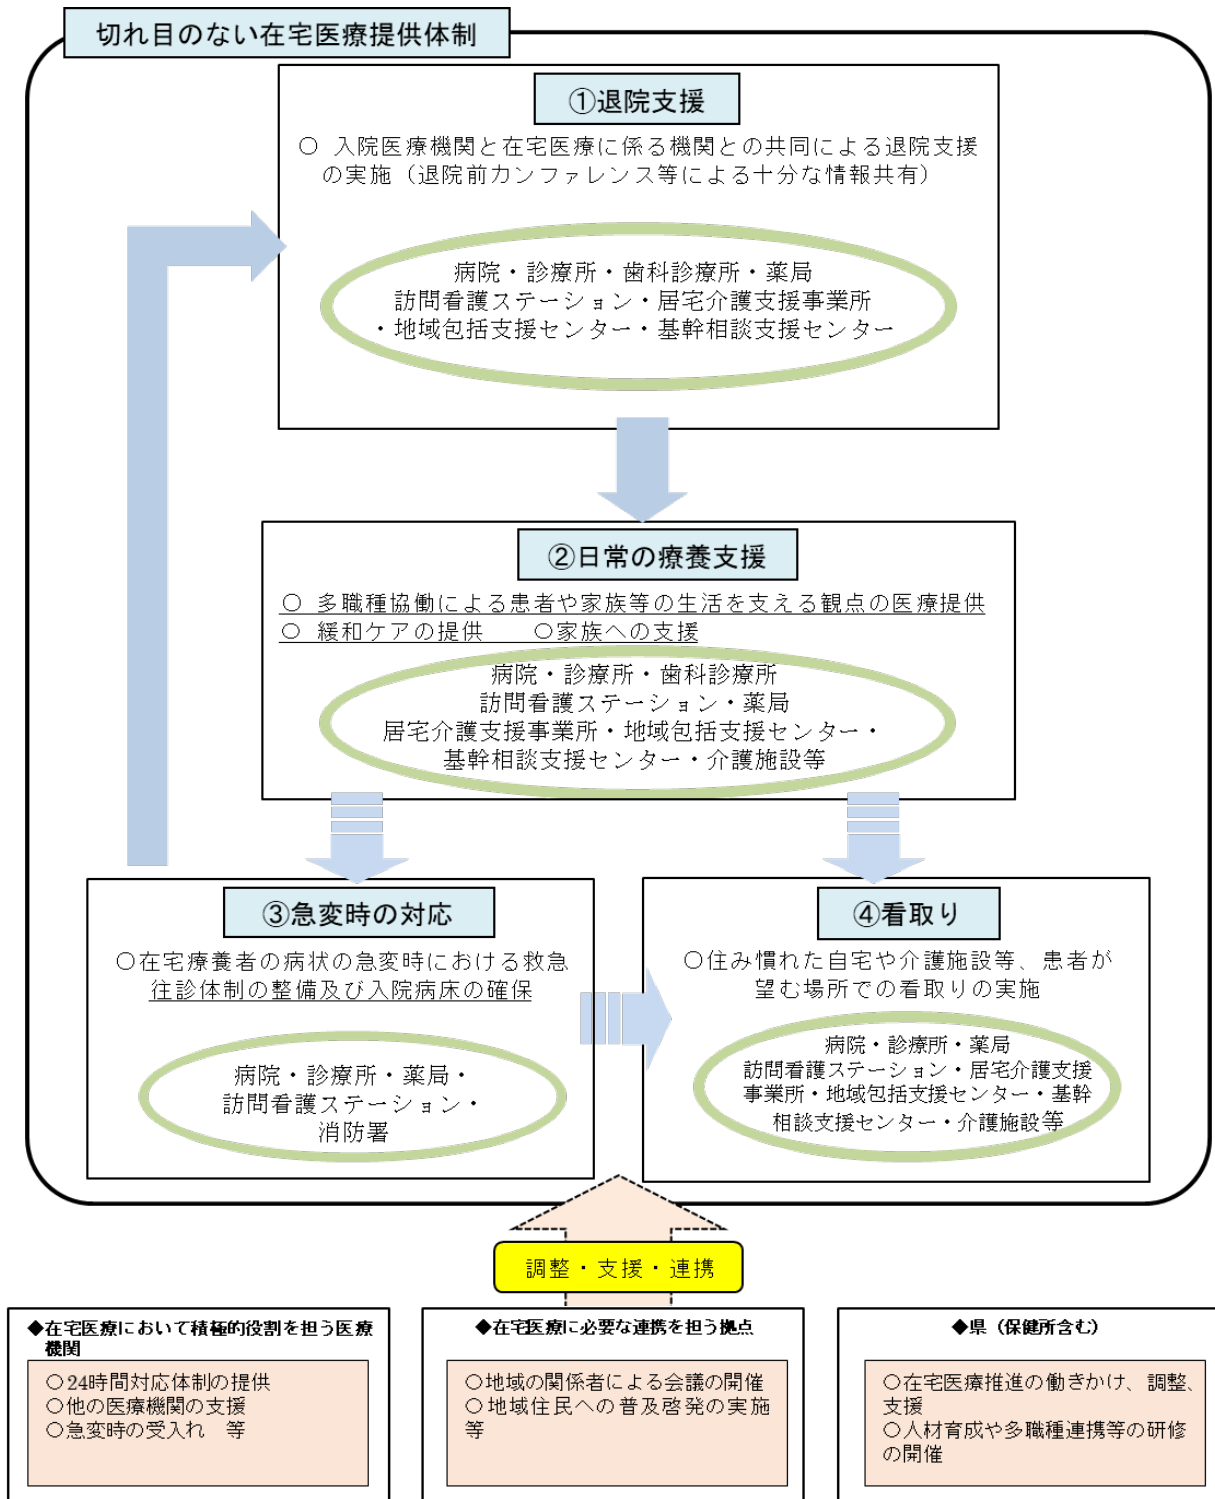 切れ目のない在宅医療提供体制
①退院支援
○ 入院医療機関と在宅医療に係る機関との共同による退院支援
の実施（退院前カンファレンス等による十分な情報共有）
病院・診療所・歯科診療所・薬局
訪問看護ステーション・居宅介護支援事業所
・地域包括支援センター・基幹相談支援センター
②日常の療養支援
○ 多職種協働による患者や家族等の生活を支える観点の医療提供
○ 緩和ケアの提供　　○家族への支援
病院・診療所・歯科診療所
訪問看護ステーション・薬局
居宅介護支援事業所・地域包括支援センター・
基幹相談支援センター・介護施設等
③急変時の対応
○在宅療養者の病状の急変時における救急
往診体制の整備及び入院病床の確保
病院・診療所・薬局・
訪問看護ステーション・
消防署
④看取り
○住み慣れた自宅や介護施設等、患者が
望む場所での看取りの実施
病院・診療所・薬局
訪問看護ステーション・居宅介護支援
事業所・地域包括支援センター・基幹
相談支援センター・介護施設等
調整・支援・連携
◆在宅医療において積極的役割を担う医療
機関
○24時間対応体制の提供
○他の医療機関の支援
○急変時の受入れ　等
◆在宅医療に必要な連携を担う拠点
○地域の関係者による会議の開催
○地域住民への普及啓発の実施
等
◆県（保健所含む）
○在宅医療推進の働きかけ、調整、
支援
○人材育成や多職種連携等の研修
の開催